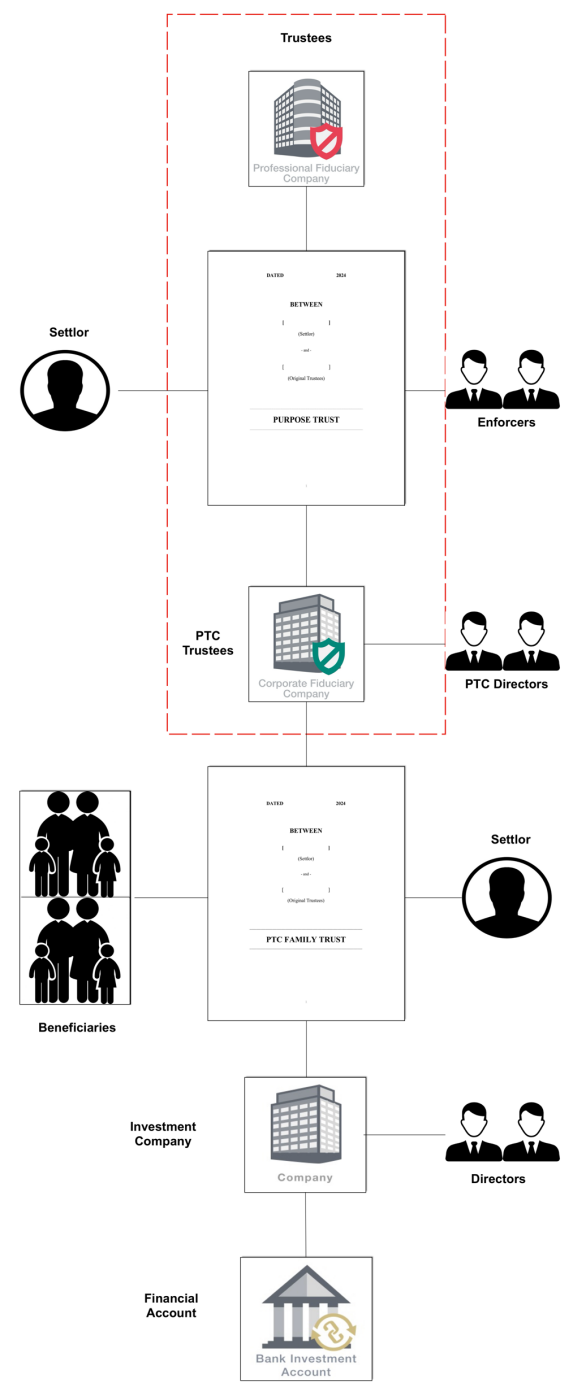 Trustees
Professional Fiduciary
Company
DATED 2024
BETWEEN
[ ]
(Settlor)
- and -
[ ]
(Original Trustees)
PURPOSE TRUST
Settlor
Enforcers
PTC
Trustees
Corporate Fiduciary
Company
PTC Directors
DATED 2024
BETWEEN
[ ]
(Settlor)
- and -
[ ]
(Original Trustees)
PTC FAMILY TRUST
Settlor
Beneficiaries
Investment
Company
Company
Directors
Financial
Account
Bank Investment
Account